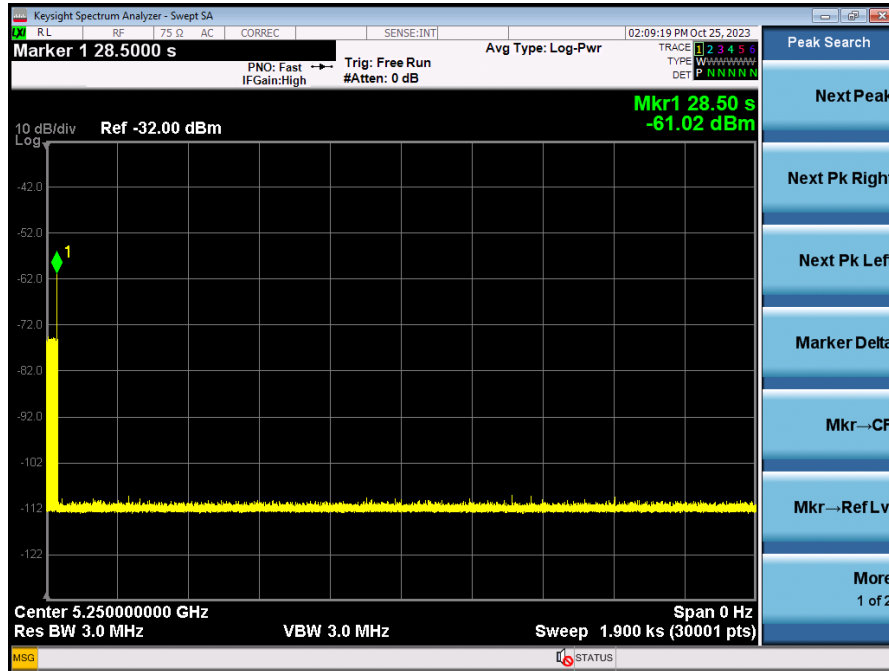 Keysight Spectrum Analyzer - Swept SA
LXI RL RF 75 Ω AC CORREC SENSE:INT 02:09:19 PM Oct 25, 2023
Marker 1 28.5000 s
PNO: Fast
IFGain:High
Trig: Free Run
#Atten: 0 dB
Avg Type: Log-Pwr
TRACE 1 2 3 4 5 6
TYPE WWWWWW
DET P N N N N N
Mkr1 28.50 s
-61.02 dBm
10 dB/div Ref -32.00 dBm
Log
-42.0
-52.0
1
-62.0
-72.0
-82.0
-92.0
-102
-112
-122
Center 5.250000000 GHz Span 0 Hz
Res BW 3.0 MHz VBW 3.0 MHz Sweep 1.900 ks (30001 pts)
MSG STATUS
Peak Search
Next Peak
Next Pk Right
Next Pk Left
Marker Delta
Mkr→CF
Mkr→Ref Lv
More
1 of 2